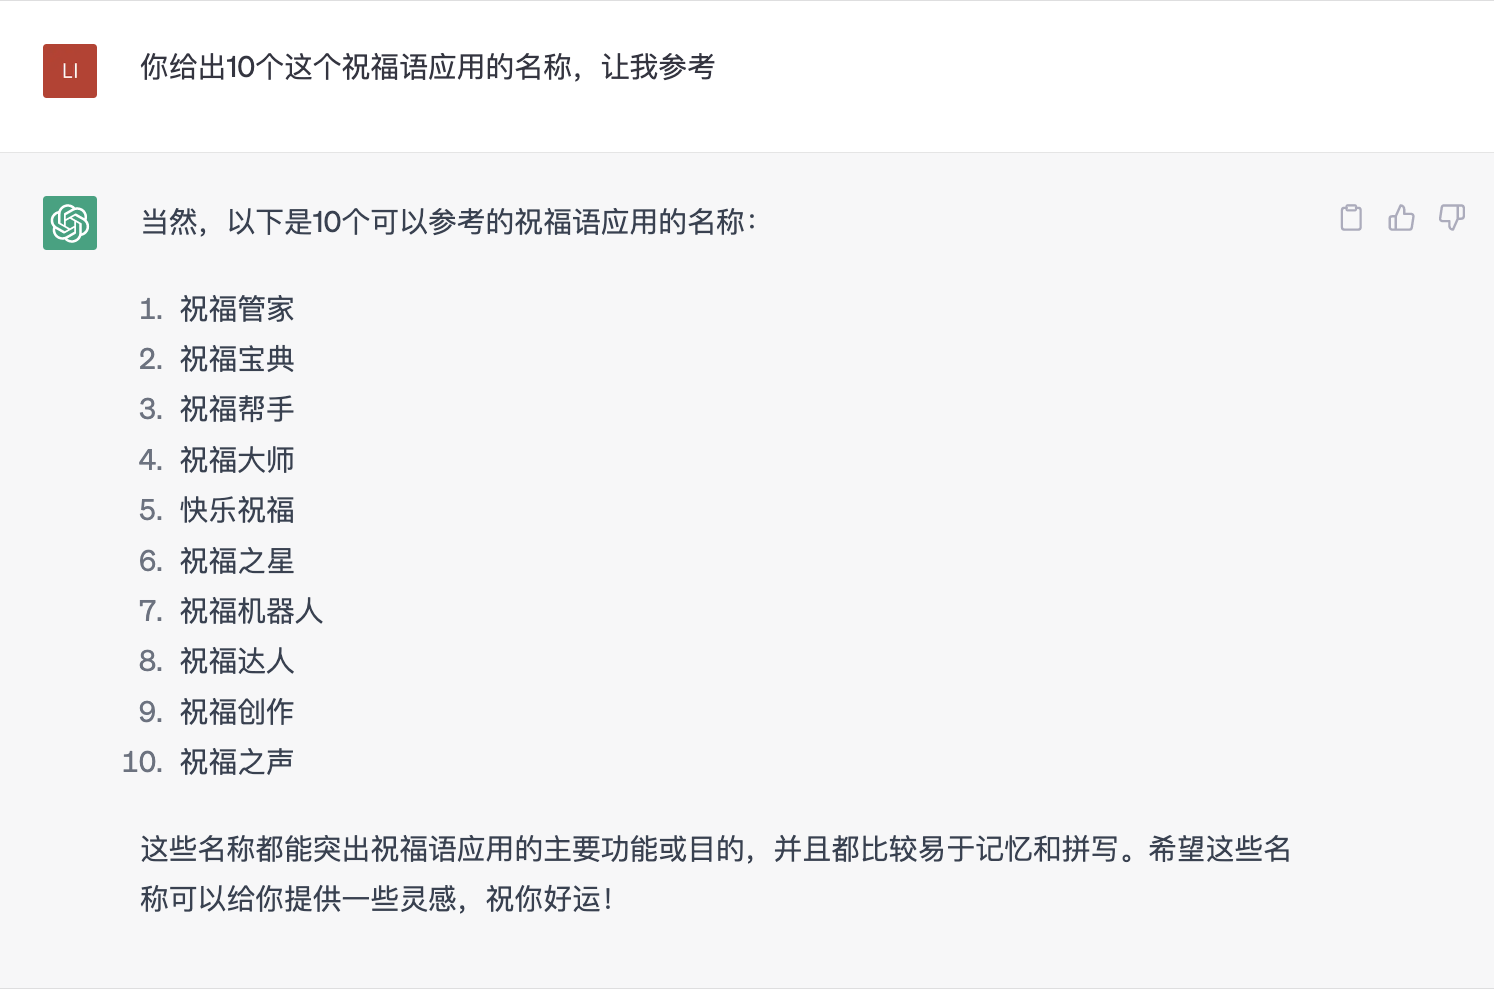 LI
你给出10个这个祝福语应用的名称，让我参考
当然，以下是10个可以参考的祝福语应用的名称：
1. 祝福管家
2. 祝福宝典
3. 祝福帮手
4. 祝福大师
5. 快乐祝福
6. 祝福之星
7. 祝福机器人
8. 祝福达人
9. 祝福创作
10. 祝福之声
这些名称都能突出祝福语应用的主要功能或目的，并且都比较易于记忆和拼写。希望这些名
称可以给你提供一些灵感，祝你好运！